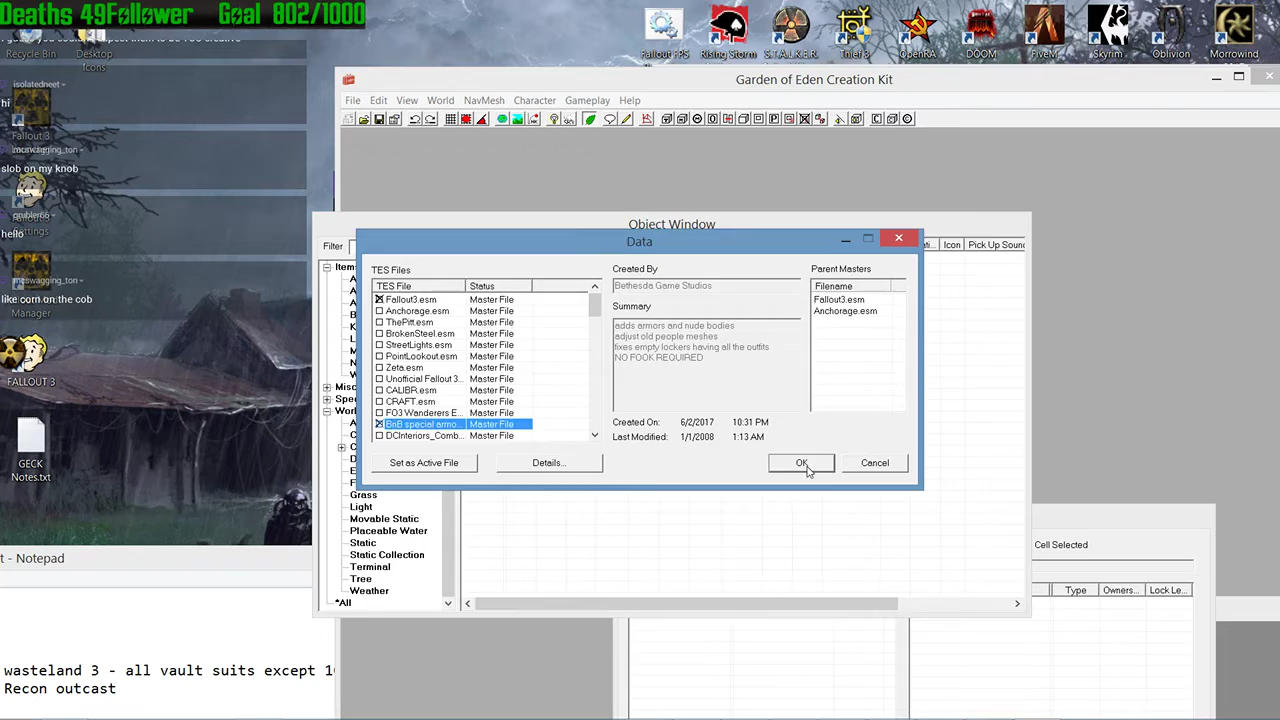 Deaths 49Follower Goal 802/1000
Recycle Bin
Desktop
Icons
Fallout FPS
Rising Storm
S.T.A.L.K.E.R.
Thief 3
OpenRA
DOOM
FiveM
Skyrim
Oblivion
Morrowind
isolatedneet
hi
Fallout 3
mcswagging_ton
slob on my knob
Settings
hello
mcswagging_ton
like corn on the cob
Manager
FALLOUT 3
GECK
Notes.txt
Garden of Eden Creation Kit
File Edit View World NavMesh Character Gameplay Help
Object Window
Filter
Icon Pick Up Sound
Items
Grass
Light
Movable Static
Placeable Water
Static
Static Collection
Terminal
Tree
Weather
*All
Data
TES Files
TES File Status
Fallout3.esm Master File
Anchorage.esm Master File
ThePitt.esm Master File
BrokenSteel.esm Master File
StreetLights.esm Master File
PointLookout.esm Master File
Zeta.esm Master File
Unofficial Fallout 3... Master File
CALIBR.esm Master File
CRAFT.esm Master File
FO3 Wanderers E... Master File
BnB special armo... Master File
DCInteriors_Comb... Master File
Created By
Bethesda Game Studios
Summary
adds armors and nude bodies
adjust old people meshes
fixes empty lockers having all the outfits
NO FOOK REQUIRED
Created On: 6/2/2017 10:31 PM
Last Modified: 1/1/2008 1:13 AM
Parent Masters
Filename
Fallout3.esm
Anchorage.esm
Set as Active File
Details...
OK
Cancel
Cell Selected
Type Owners... Lock Le...
t - Notepad
wasteland 3 - all vault suits except
Recon outcast